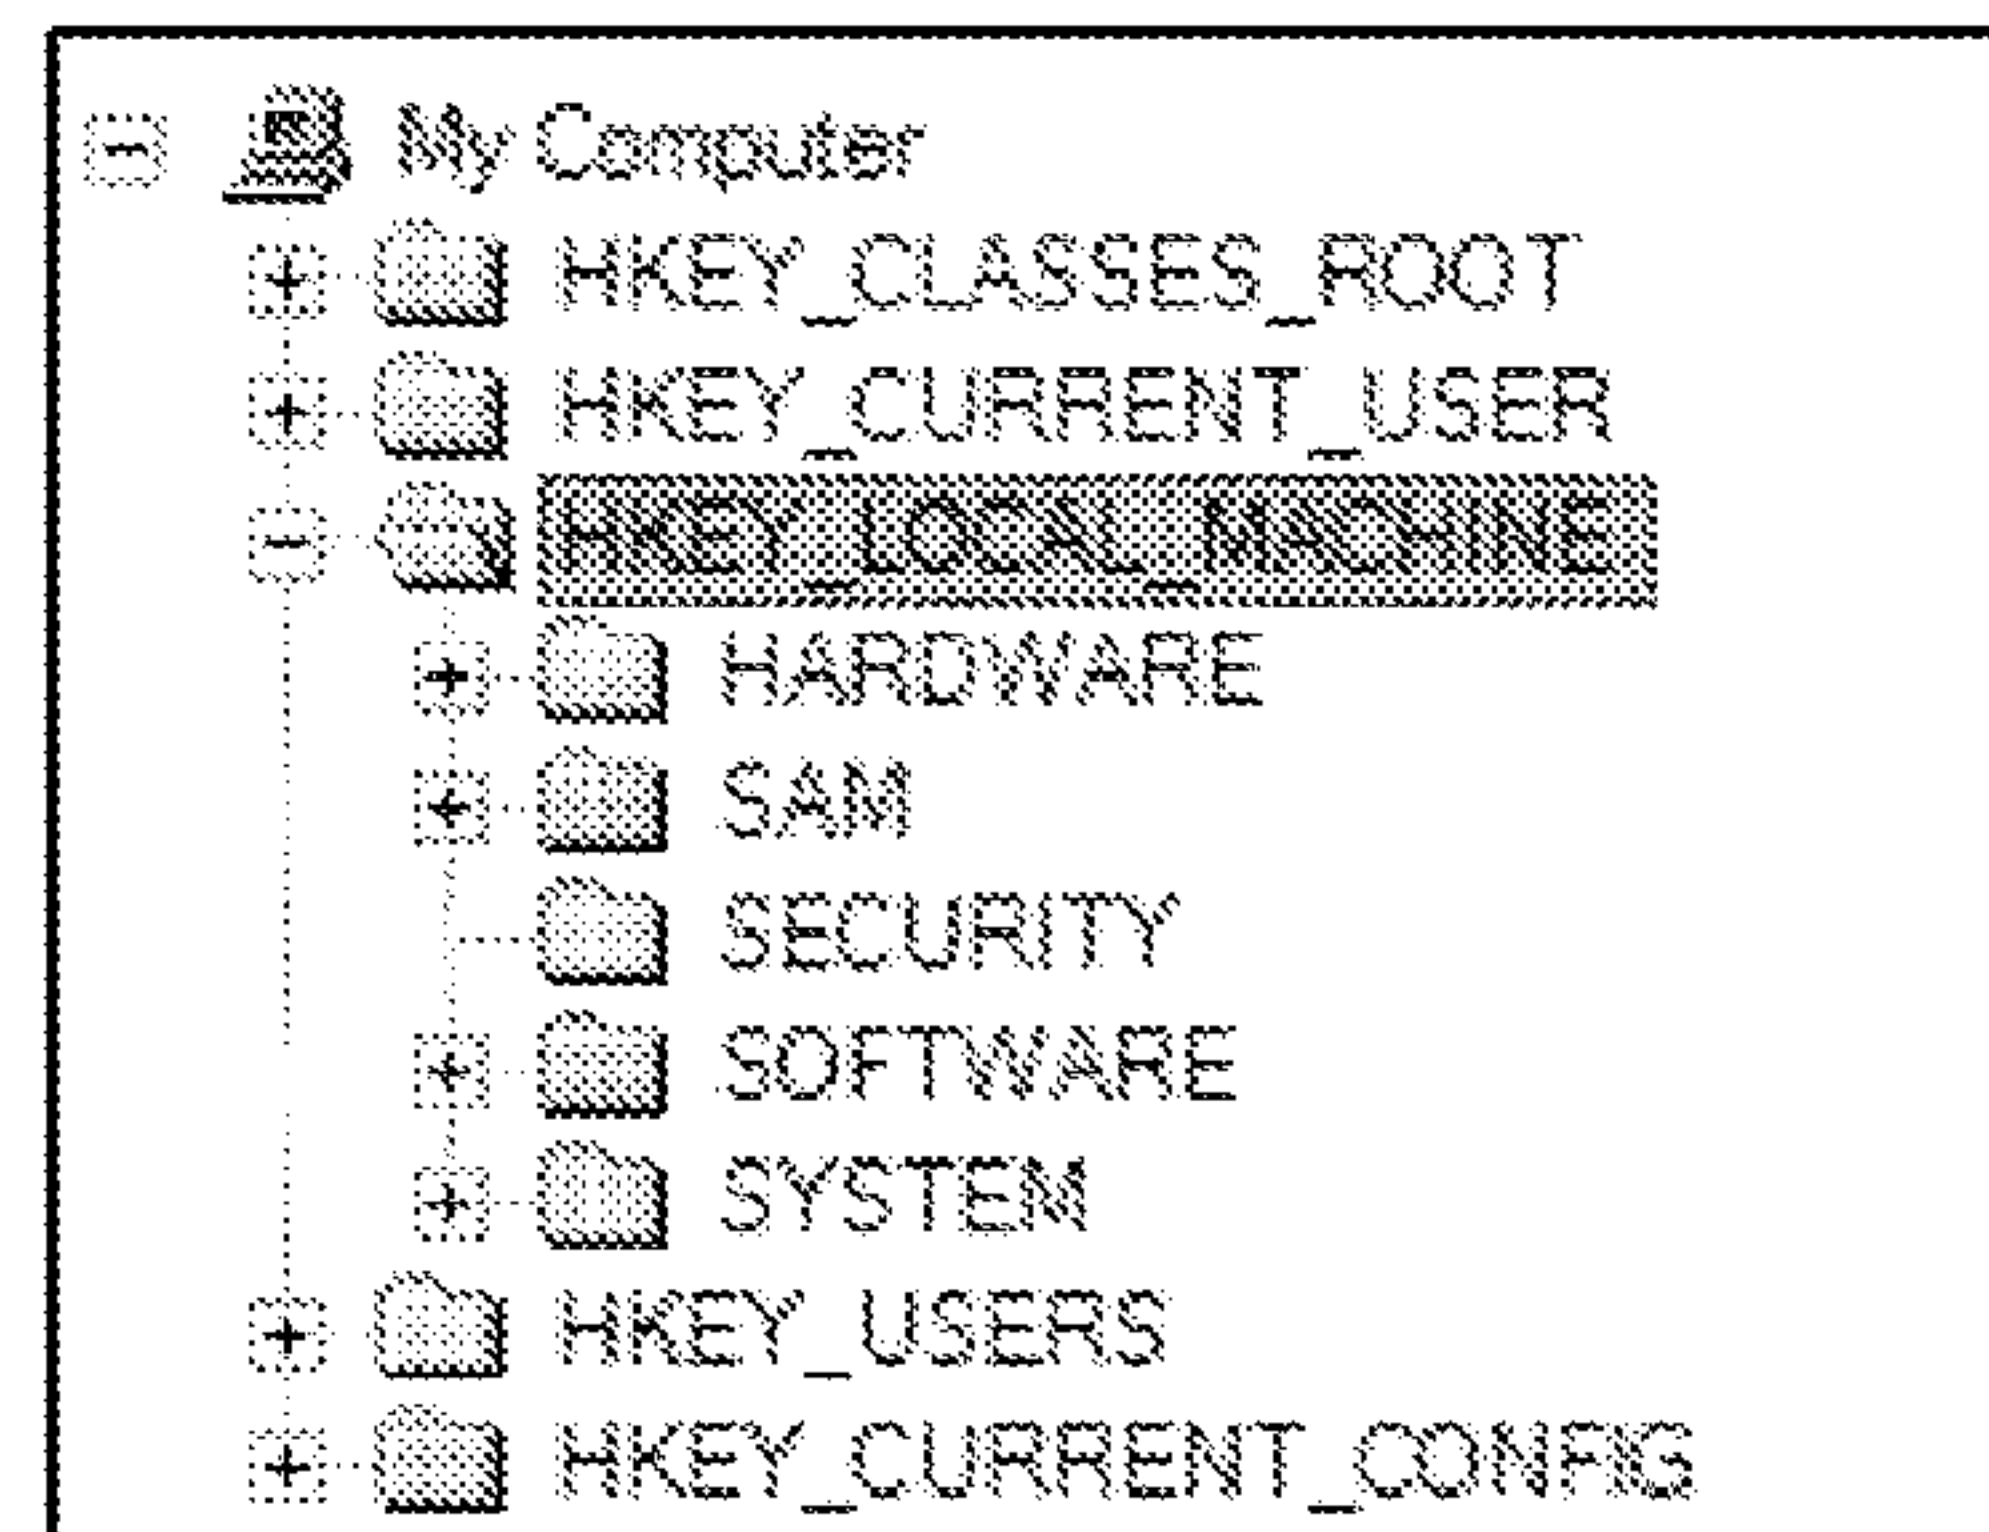 My Computer
HKEY_CLASSES_ROOT
HKEY_CURRENT_USER
HKEY_LOCAL_MACHINE
HARDWARE
SAM
SECURITY
SOFTWARE
SYSTEM
HKEY_USERS
HKEY_CURRENT_CONFIG